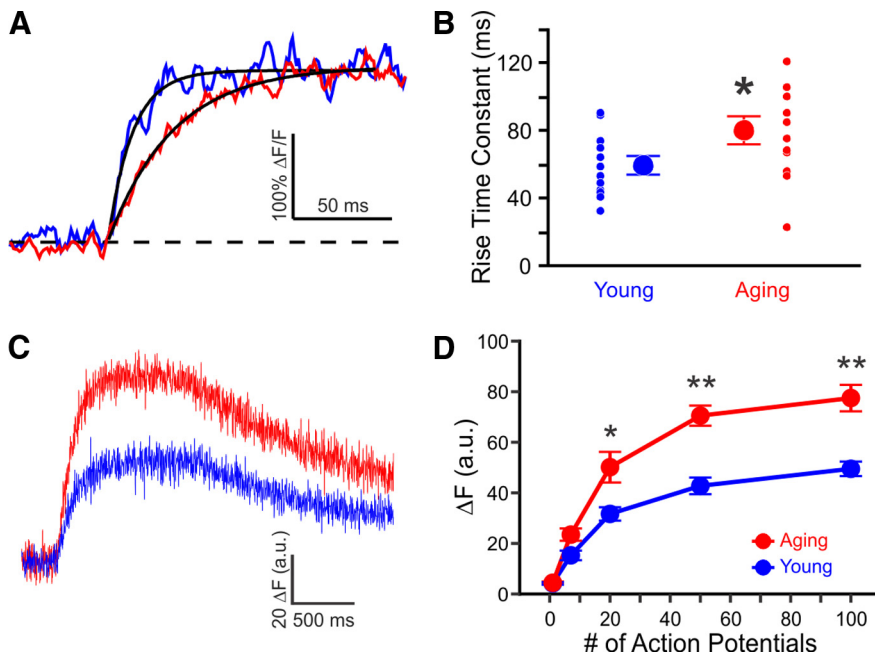 A
100% ΔF/F
50 ms
B
Rise Time Constant (ms)
120
80
40
0
*
Young
Aging
C
20 ΔF (a.u.)
500 ms
D
ΔF (a.u.)
100
80
60
40
20
0
*
**
**
Aging
Young
0 20 40 60 80 100
# of Action Potentials